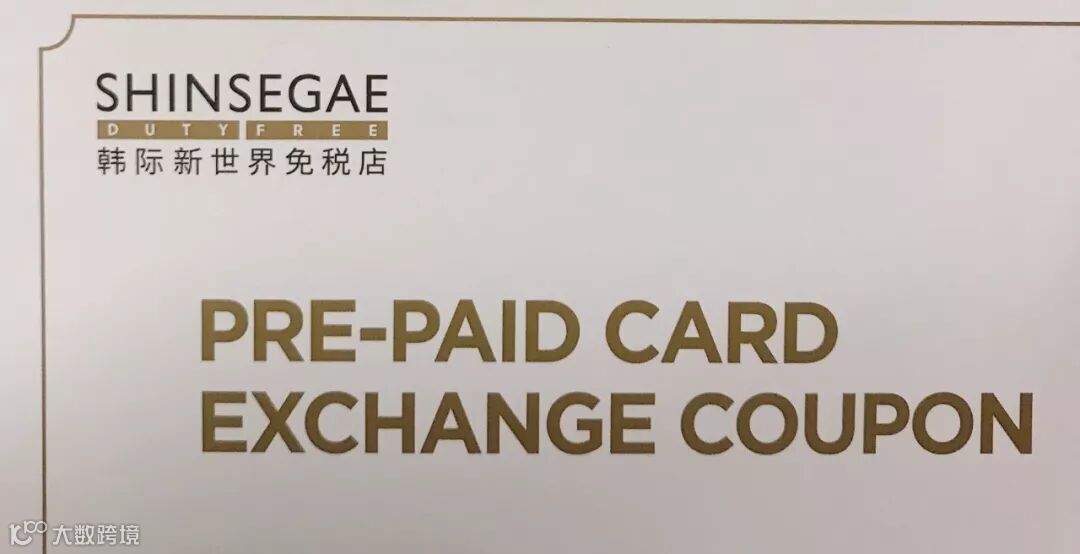 SHINSEGAE
DUTY FREE
韩际新世界免税店
PRE-PAID CARD
EXCHANGE COUPON
大数跨境